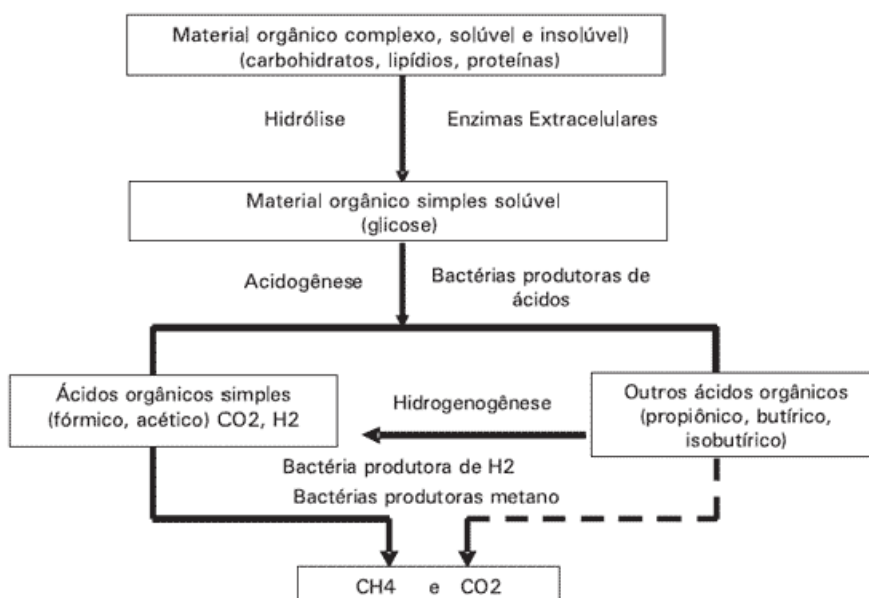 Material orgânico complexo, solúvel e insolúvel)
(carbohidratos, lipídios, proteínas)
Hidrólise
Enzimas Extracelulares
Material orgânico simples solúvel
(glicose)
Acidogênese
Bactérias produtoras de
ácidos
Ácidos orgânicos simples
(fórmico, acético) CO2, H2
Hidrogenogênese
Outros ácidos orgânicos
(propiônico, butírico,
isobutírico)
Bactéria produtora de H2
Bactérias produtoras metano
CH4 e CO2